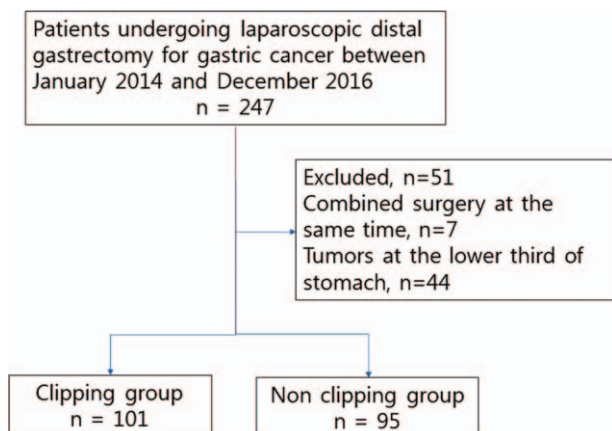 Patients undergoing laparoscopic distal
gastrectomy for gastric cancer between
January 2014 and December 2016
n = 247
Excluded, n=51
Combined surgery at the
same time, n=7
Tumors at the lower third of
stomach, n=44
Clipping group
n = 101
Non clipping group
n = 95